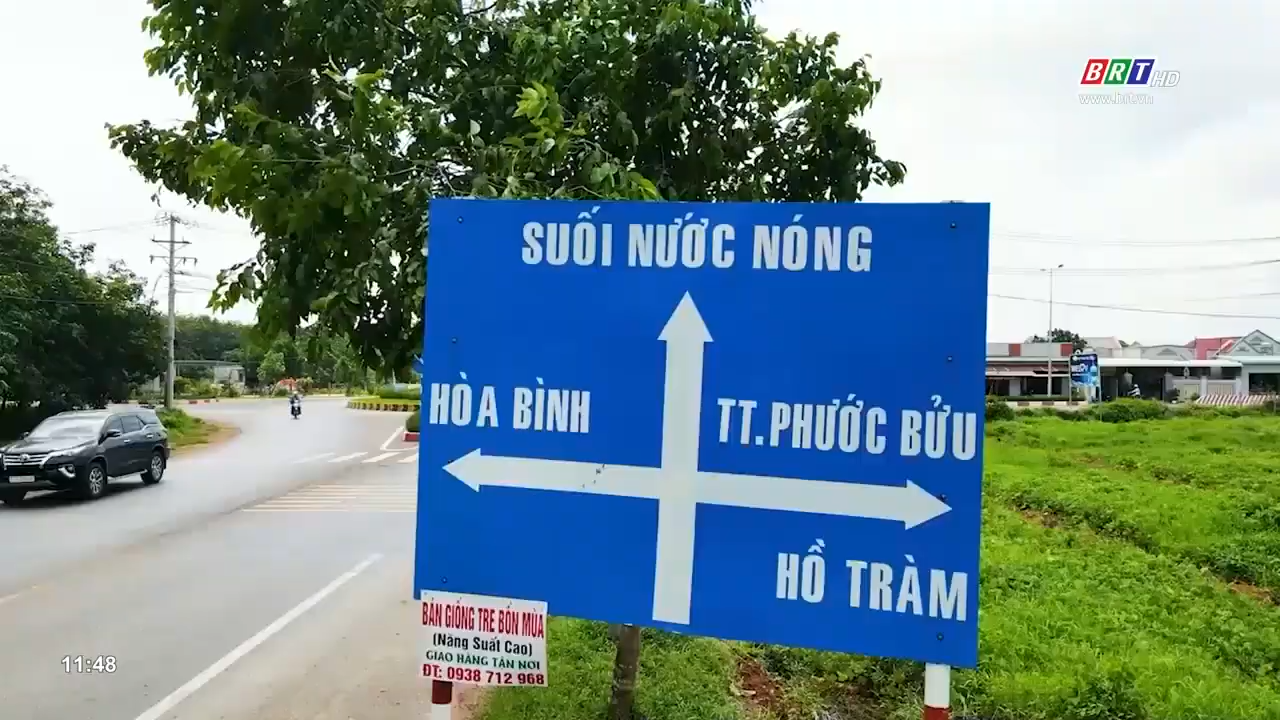 BRT HD
www.brt.vn
SUỐI NƯỚC NÓNG
HÒA BÌNH
TT.PHƯỚC BỬU
HỒ TRÀM
BÁN GIỐNG TRE BỐN MÙA
(Năng Suất Cao)
GIAO HÀNG TẬN NƠI
ĐT: 0938 712 968
11:48